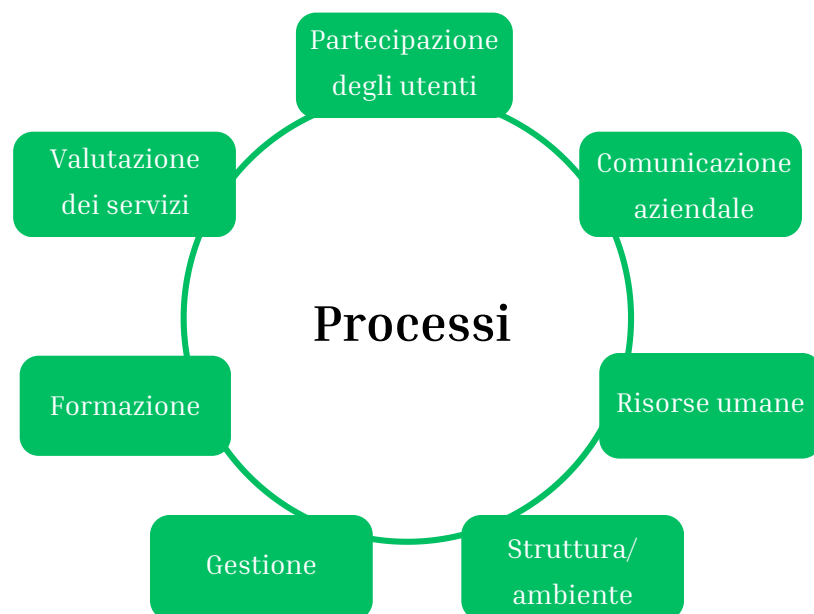 Partecipazione
degli utenti
Comunicazione
aziendale
Risorse umane
Struttura/
ambiente
Gestione
Formazione
Valutazione
dei servizi
Processi